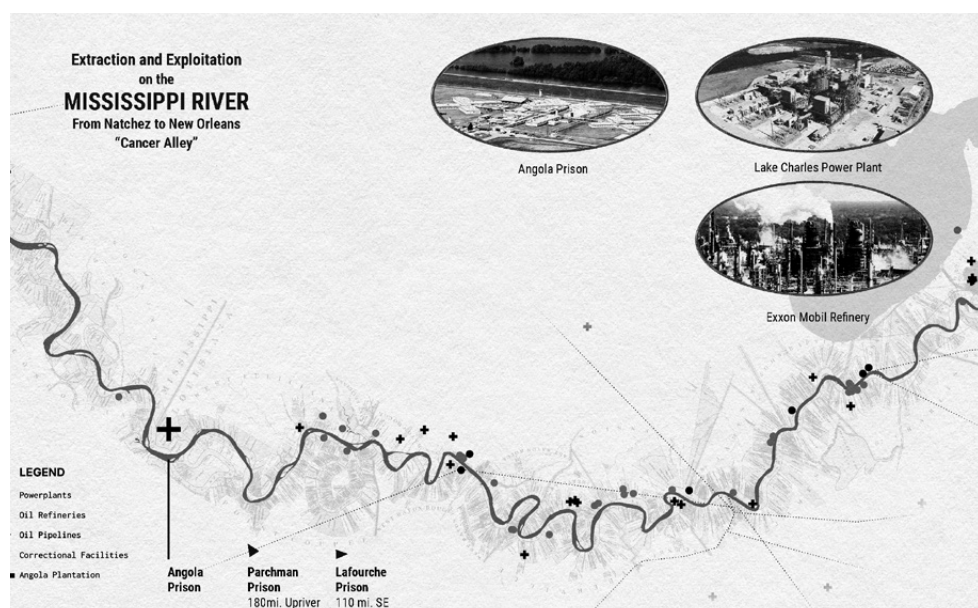 Extraction and Exploitation
on the
MISSISSIPPI RIVER
From Natchez to New Orleans
“Cancer Alley”
Angola Prison
Lake Charles Power Plant
Exxon Mobil Refinery
LEGEND
Powerplants
Oil Refineries
Oil Pipelines
Correctional Facilities
Angola Plantation
Angola
Prison
Parchman
Prison
180mi. Upriver
Lafourche
Prison
110 mi. SE